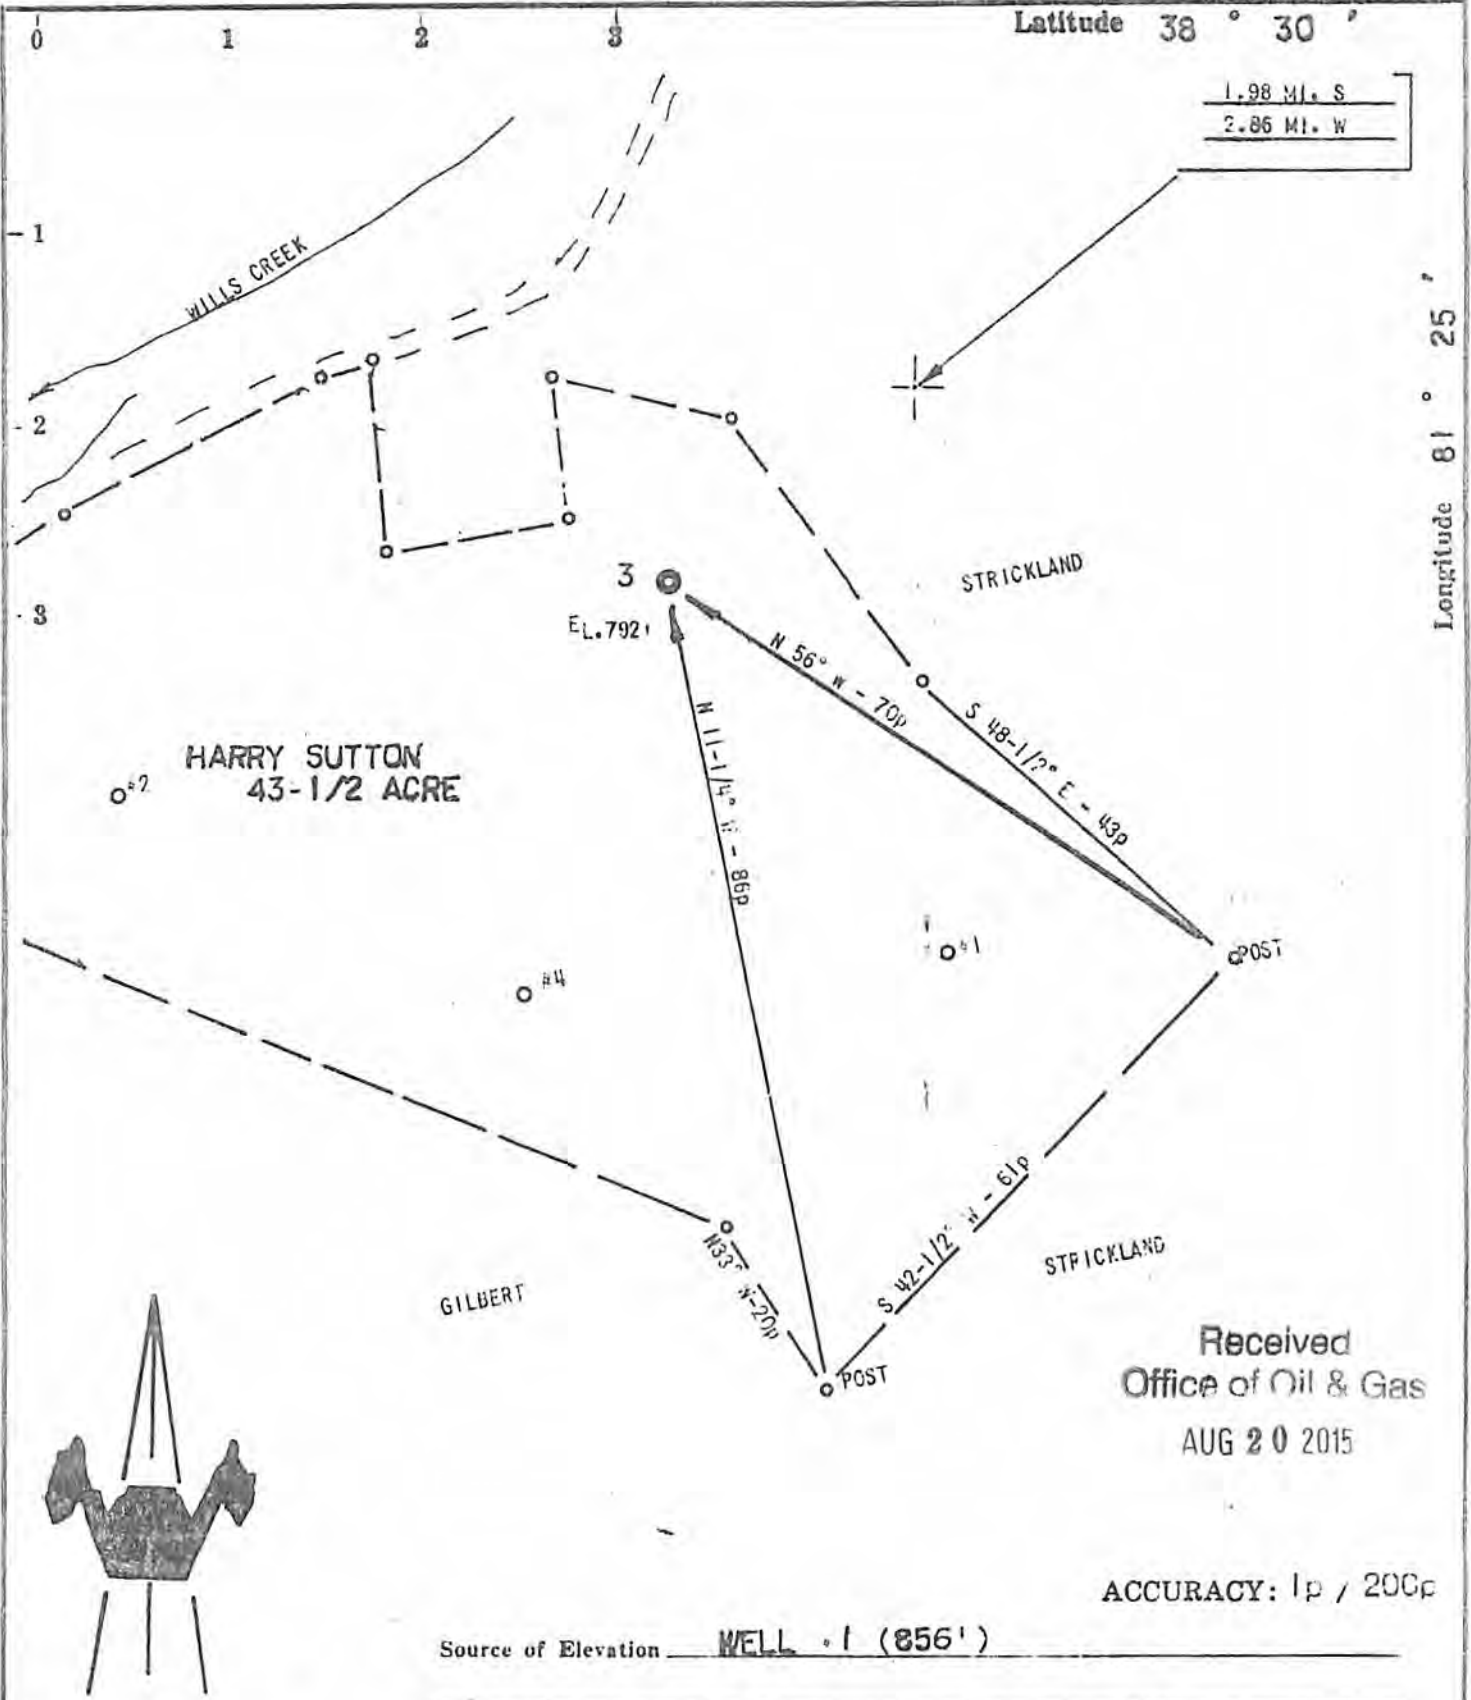 0 1 2 3
Latitude 38 ° 30 '
1.98 MI. S
2.86 MI. W
1
2
3
Longitude 81 ° 25 '
WILLS CREEK
STRICKLAND
3
EL.792'
N 56° W - 70p
S 48-1/2° E - 43p
N 11-1/4° W - 86p
HARRY SUTTON
43-1/2 ACRE
#2
#1
POST
#4
S 42-1/2° W - 61p
STRICKLAND
N33° W-20p
GILBERT
POST
Received
Office of Oil & Gas
AUG 20 2015
ACCURACY: 1p / 200p
Source of Elevation WELL #1 (856')